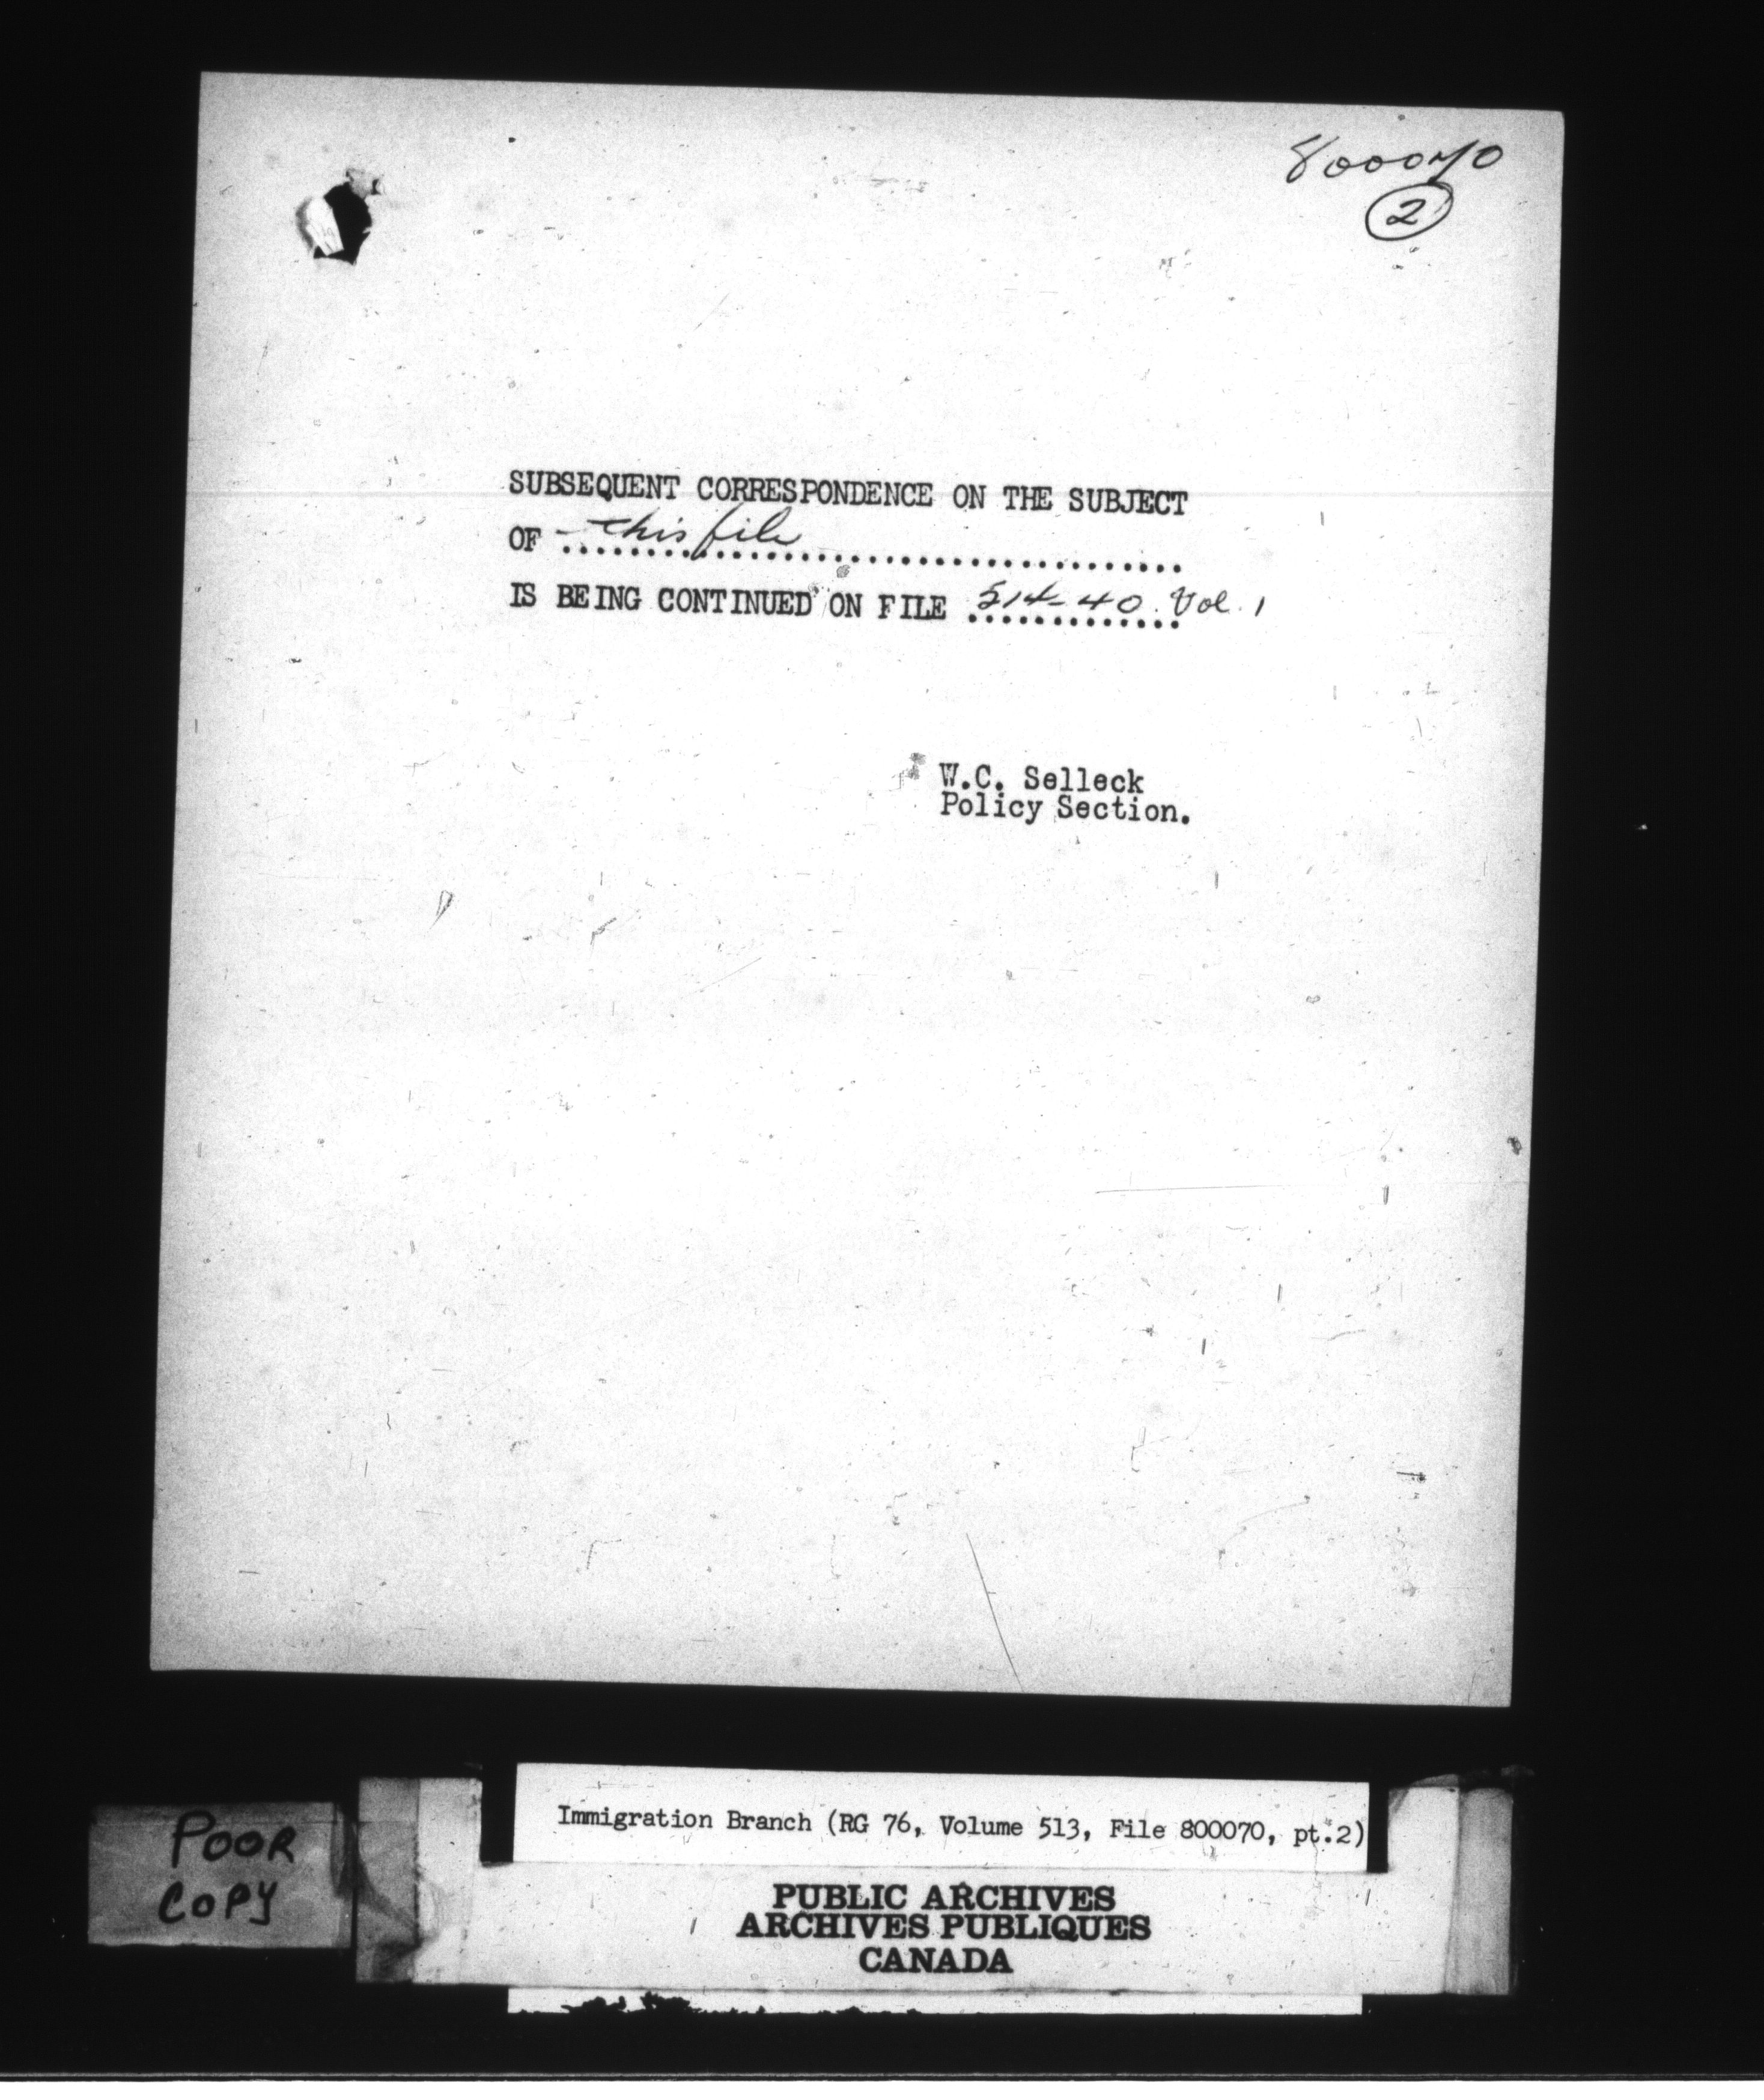 800070
2
SUBSEQUENT CORRESPONDENCE ON THE SUBJECT
OF this file
IS BEING CONTINUED ON FILE 514-40 Vol. 1
W.C. Selleck
Policy Section.
POOR
COPY
Immigration Branch (RG 76, Volume 513, File 800070, pt.2)
PUBLIC ARCHIVES
ARCHIVES PUBLIQUES
CANADA